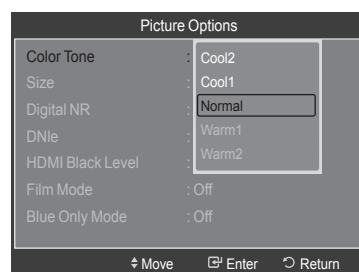 Picture Options
Color Tone : Cool2
Size : Cool1
Digital NR : Normal
DNIe : Warm1
HDMI Black Level : Warm2
Film Mode : Off
Blue Only Mode : Off
Move Enter Return